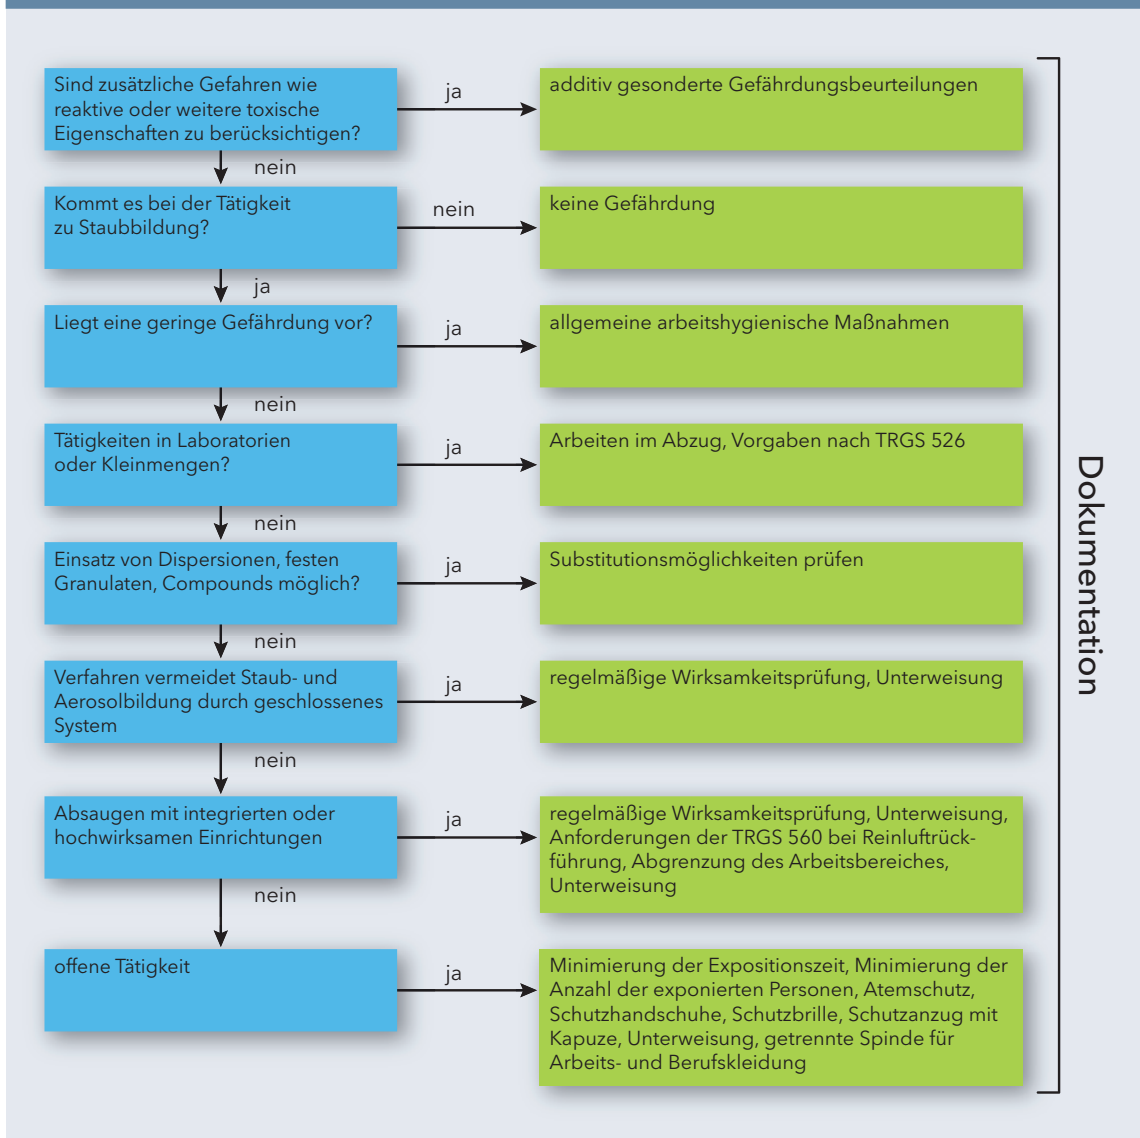 Sind zusätzliche Gefahren wie
reaktive oder weitere toxische
Eigenschaften zu berücksichtigen?
ja
additiv gesonderte Gefährdungsbeurteilungen
nein
Kommt es bei der Tätigkeit
zu Staubbildung?
nein
keine Gefährdung
ja
Liegt eine geringe Gefährdung vor?
ja
allgemeine arbeitshygienische Maßnahmen
nein
Tätigkeiten in Laboratorien
oder Kleinmengen?
ja
Arbeiten im Abzug, Vorgaben nach TRGS 526
nein
Einsatz von Dispersionen, festen
Granulaten, Compounds möglich?
ja
Substitutionsmöglichkeiten prüfen
nein
Verfahren vermeidet Staub- und
Aerosolbildung durch geschlossenes
System
ja
regelmäßige Wirksamkeitsprüfung, Unterweisung
nein
Absaugen mit integrierten oder
hochwirksamen Einrichtungen
ja
regelmäßige Wirksamkeitsprüfung, Unterweisung,
Anforderungen der TRGS 560 bei Reinluftrück-
führung, Abgrenzung des Arbeitsbereiches,
Unterweisung
nein
offene Tätigkeit
ja
Minimierung der Expositionszeit, Minimierung der
Anzahl der exponierten Personen, Atemschutz,
Schutzhandschuhe, Schutzbrille, Schutzanzug mit
Kapuze, Unterweisung, getrennte Spinde für
Arbeits- und Berufskleidung
Dokumentation